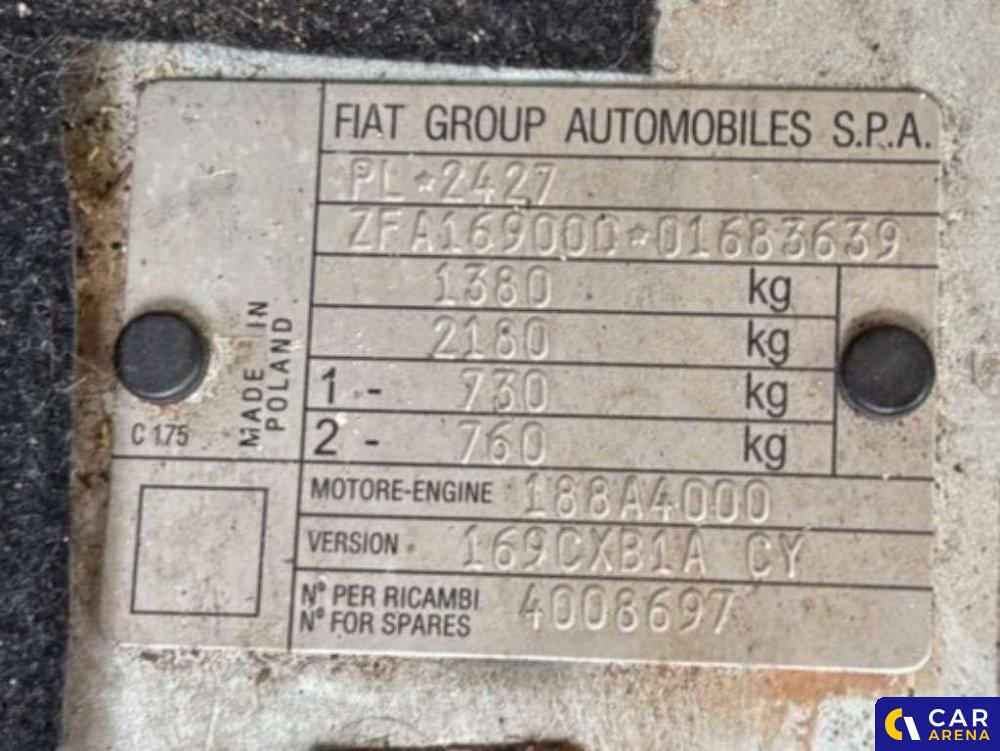 FIAT GROUP AUTOMOBILES S.P.A.
PL*2427
ZFA169000*01683639
1380 kg
2180 kg
1 - 730 kg
2 - 760 kg
MADE IN
POLAND
C 175
MOTORE-ENGINE 188A4000
VERSION 169CXB1A CY
N° PER RICAMBI
N° FOR SPARES 4008697
CAR
ARENA